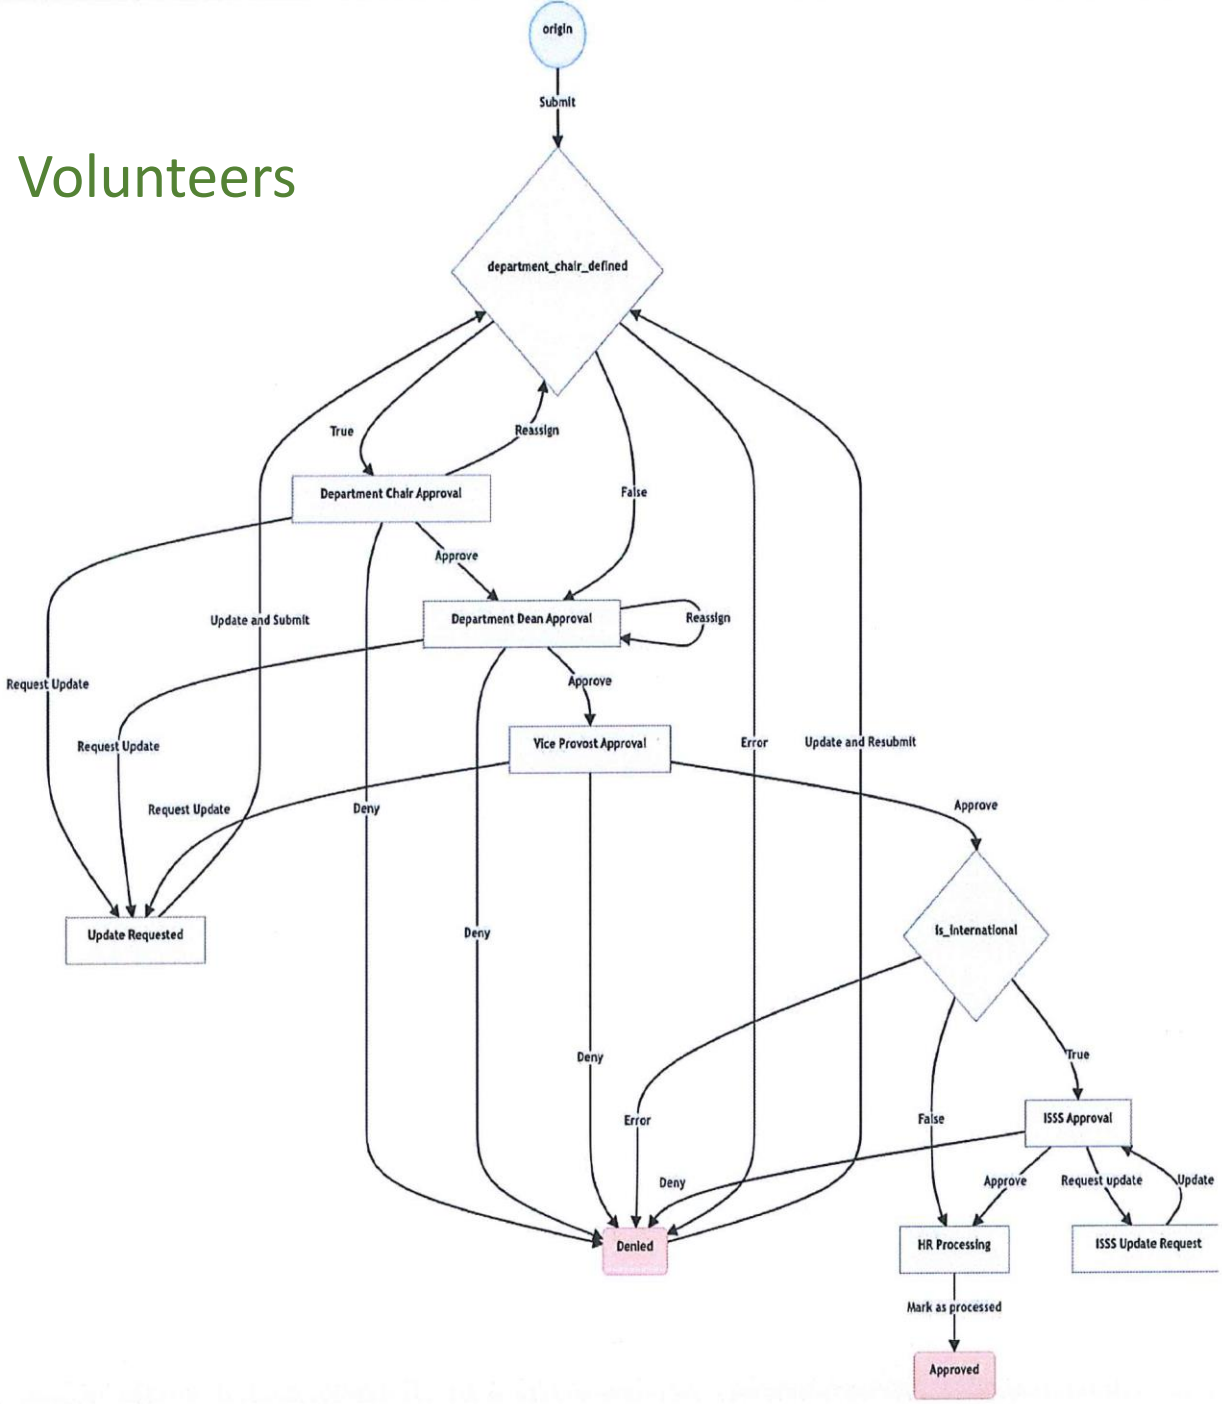 origin
Submit
Volunteers
department_chair_defined
True
Reassign
Department Chair Approval
False
Approve
Update and Submit
Department Dean Approval
Reassign
Request Update
Approve
Request Update
Vice Provost Approval
Error
Update and Resubmit
Request Update
Deny
Approve
Update Requested
Deny
is_international
Deny
True
Error
False
ISSS Approval
Deny
Approve
Request update
Update
Denied
HR Processing
ISSS Update Request
Mark as processed
Approved